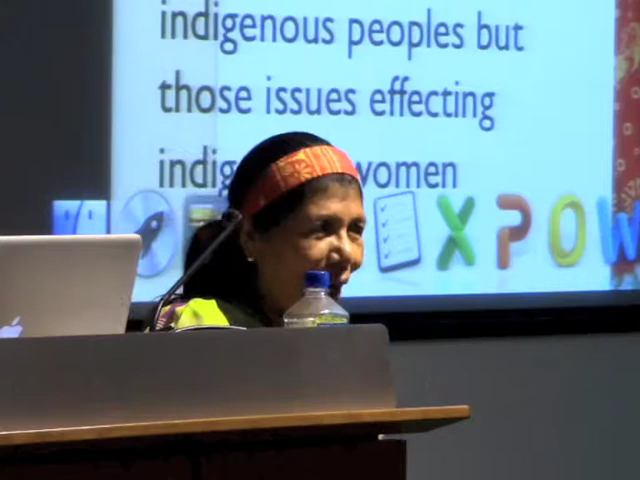 indigenous peoples but
those issues effecting
indig women
X P O W